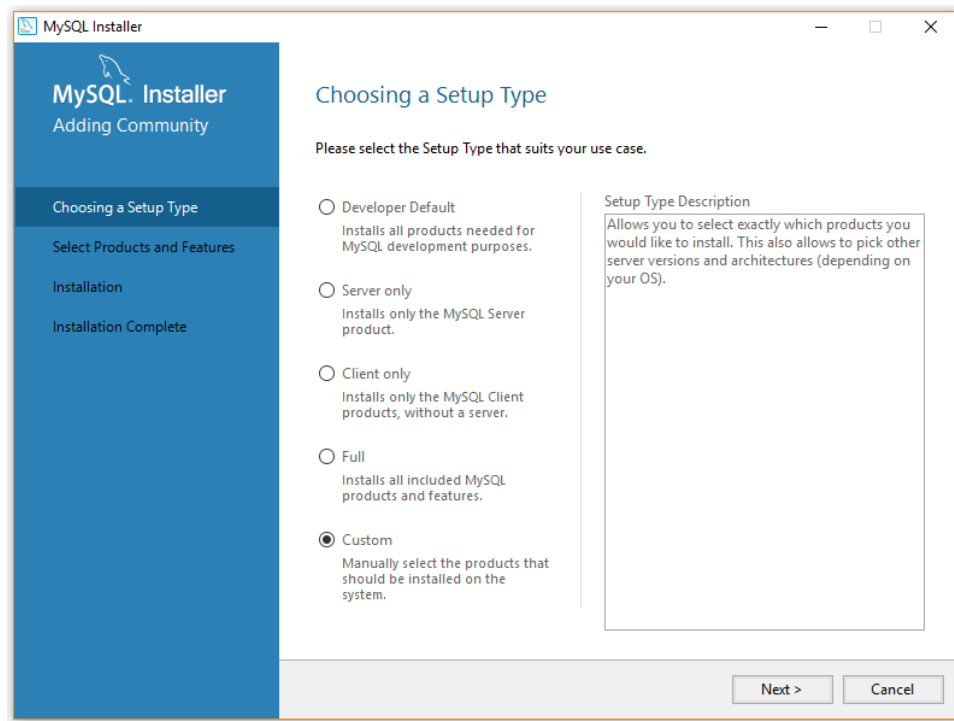 MySQL Installer
MySQL. Installer
Adding Community
Choosing a Setup Type
Select Products and Features
Installation
Installation Complete
Choosing a Setup Type
Please select the Setup Type that suits your use case.
Developer Default
Installs all products needed for
MySQL development purposes.
Server only
Installs only the MySQL Server
product.
Client only
Installs only the MySQL Client
products, without a server.
Full
Installs all included MySQL
products and features.
Custom
Manually select the products that
should be installed on the
system.
Setup Type Description
Allows you to select exactly which products you
would like to install. This also allows to pick other
server versions and architectures (depending on
your OS).
Next >
Cancel